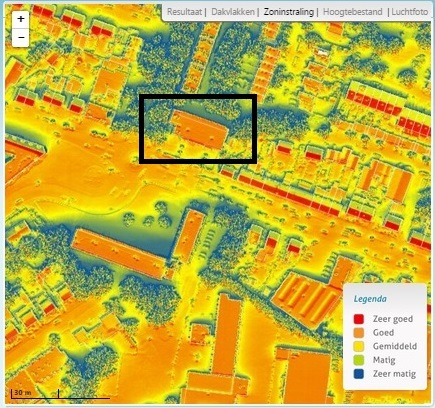 +
Resultaat | Dakvlakken | Zoninstraling | Hoogtebestand | Luchtfoto
−
Legenda
Zeer goed
Goed
Gemiddeld
Matig
Zeer matig
30 m